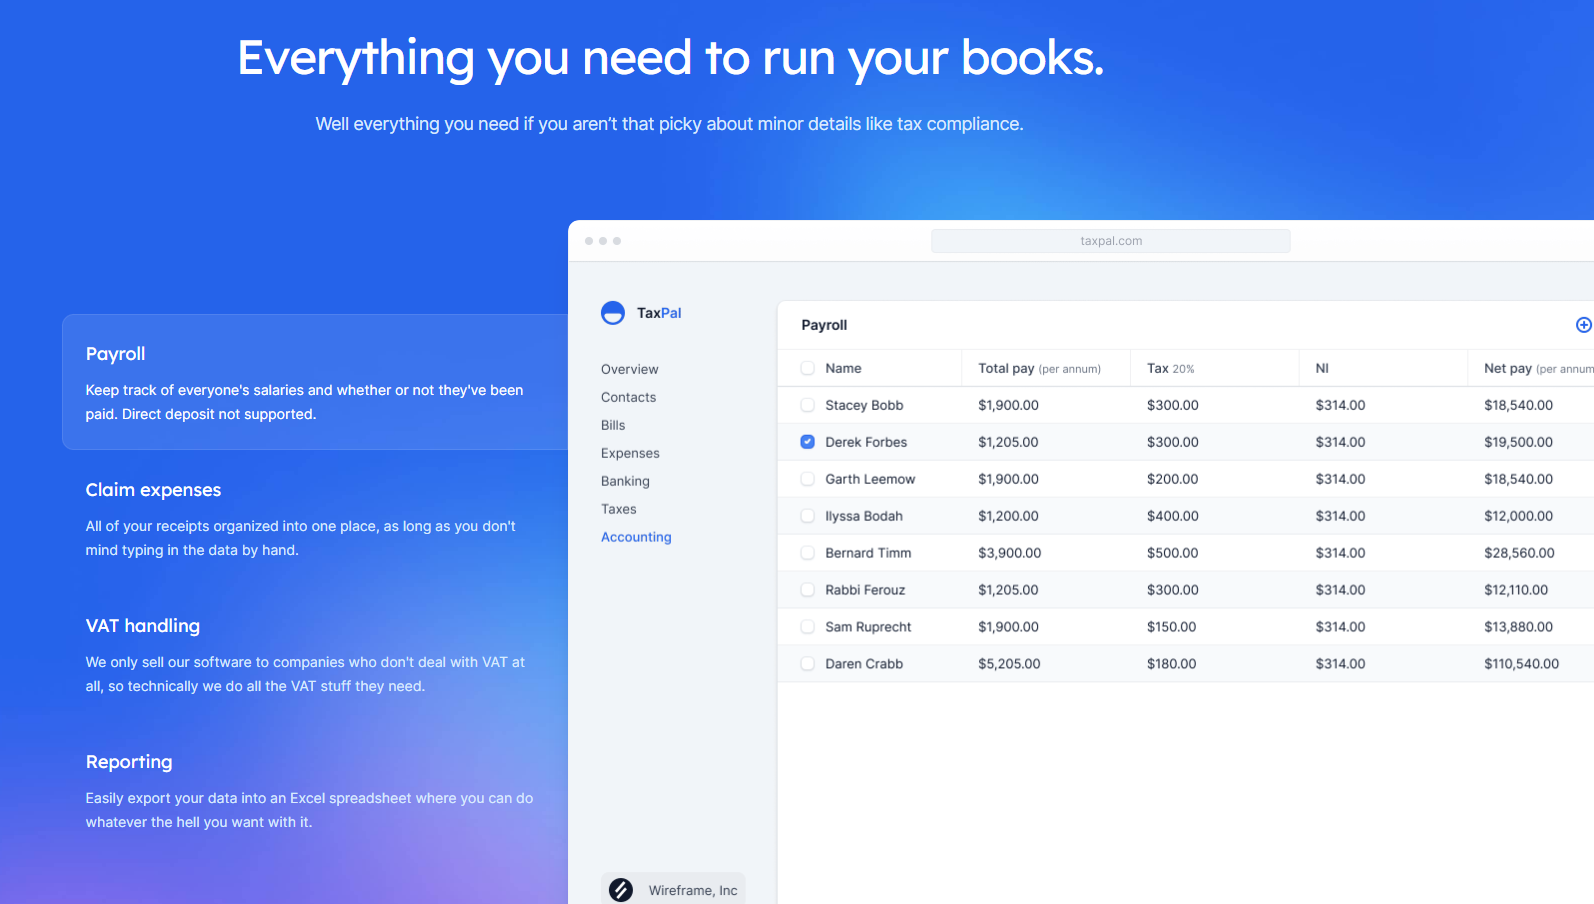 Everything you need to run your books.
Well everything you need if you aren’t that picky about minor details like tax compliance.
Payroll
Keep track of everyone's salaries and whether or not they've been
paid. Direct deposit not supported.
Claim expenses
All of your receipts organized into one place, as long as you don't
mind typing in the data by hand.
VAT handling
We only sell our software to companies who don't deal with VAT at
all, so technically we do all the VAT stuff they need.
Reporting
Easily export your data into an Excel spreadsheet where you can do
whatever the hell you want with it.
taxpal.com
TaxPal
Overview
Contacts
Bills
Expenses
Banking
Taxes
Accounting
Wireframe, Inc
Payroll
Name Total pay (per annum) Tax 20% NI Net pay (per annum
Stacey Bobb $1,900.00 $300.00 $314.00 $18,540.00
Derek Forbes $1,205.00 $300.00 $314.00 $19,500.00
Garth Leemow $1,900.00 $200.00 $314.00 $18,540.00
Ilyssa Bodah $1,200.00 $400.00 $314.00 $12,000.00
Bernard Timm $3,900.00 $500.00 $314.00 $28,560.00
Rabbi Ferouz $1,205.00 $300.00 $314.00 $12,110.00
Sam Ruprecht $1,900.00 $150.00 $314.00 $13,880.00
Daren Crabb $5,205.00 $180.00 $314.00 $110,540.00